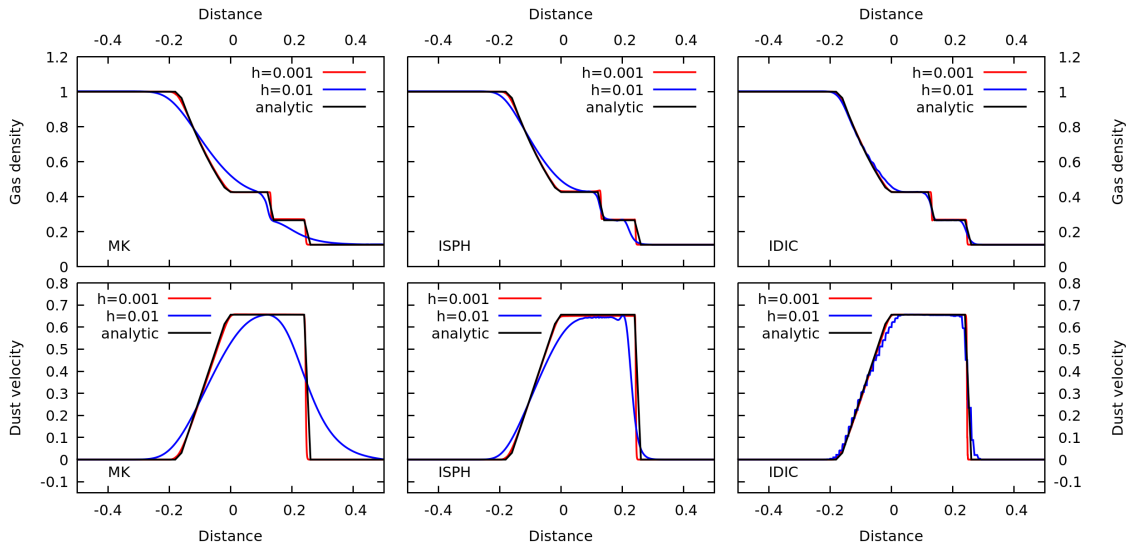 Distance Distance Distance
-0.4 -0.2 0 0.2 0.4 -0.4 -0.2 0 0.2 0.4 -0.4 -0.2 0 0.2 0.4
1.2 1.2
h=0.001 h=0.001 h=0.001
1 h=0.01 h=0.01 h=0.01 1
analytic analytic analytic
0.8 0.8
Gas density Gas density
0.6 0.6
0.4 0.4
0.2 0.2
MK ISPH IDIC
0 0
0.8 0.8
h=0.001 h=0.001 h=0.001
0.7 0.7
h=0.01 h=0.01 h=0.01
0.6 0.6
analytic analytic analytic
0.5 0.5
0.4 0.4
Dust velocity Dust velocity
0.3 0.3
0.2 0.2
0.1 0.1
0 0
MK ISPH IDIC
-0.1 -0.1
-0.4 -0.2 0 0.2 0.4 -0.4 -0.2 0 0.2 0.4 -0.4 -0.2 0 0.2 0.4
Distance Distance Distance